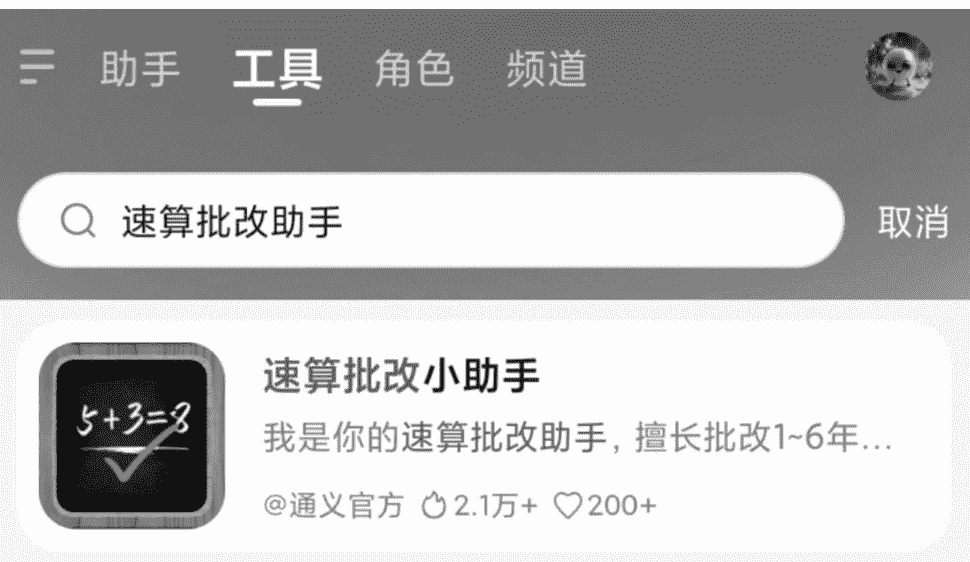 助手 工具 角色 频道
速算批改助手 取消
速算批改小助手
5+3=8
我是你的速算批改助手，擅长批改1~6年...
@通义官方 2.1万+ 200+